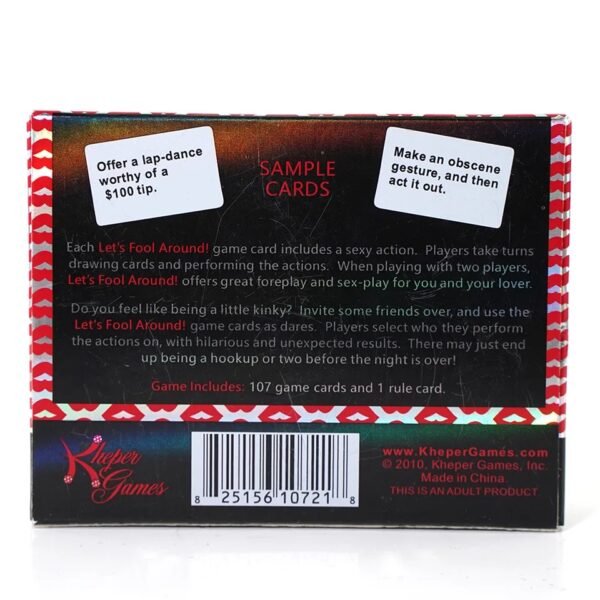 Offer a lap-dance
worthy of a
$100 tip.
SAMPLE
CARDS
Make an obscene
gesture, and then
act it out.
Each Let's Fool Around! game card includes a sexy action. Players take turns
drawing cards and performing the actions. When playing with two players,
Let's Fool Around! offers great foreplay and sex-play for you and your lover.
Do you feel like being a little kinky? Invite some friends over, and use the
Let's Fool Around! game cards as dares. Players select who they perform
the actions on, with hilarious and unexpected results. There may just end
up being a hookup or two before the night is over!
Game Includes: 107 game cards and 1 rule card.
Kheper
Games
8 25156 10721 8
www.KheperGames.com
© 2010, Kheper Games, Inc.
Made in China.
THIS IS AN ADULT PRODUCT